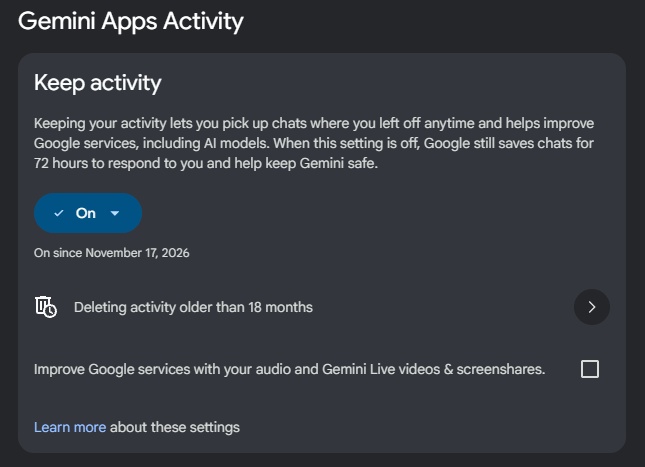 Gemini Apps Activity
Keep activity
Keeping your activity lets you pick up chats where you left off anytime and helps improve
Google services, including AI models. When this setting is off, Google still saves chats for
72 hours to respond to you and help keep Gemini safe.
On
On since November 17, 2026
Deleting activity older than 18 months
Improve Google services with your audio and Gemini Live videos & screenshares.
Learn more about these settings